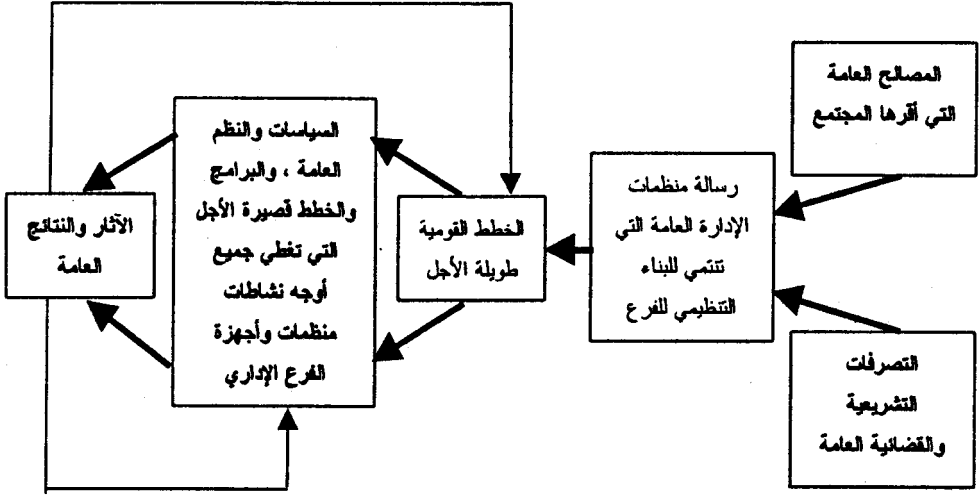 المصالح العامة
التي أقرها المجتمع
التصرفات
التشريعية
والقضائية العامة
رسالة منظمات
الإدارة العامة التي
تنتمي للبناء
التنظيمي للفرع
الخطط القومية
طويلة الأجل
السياسات والنظم
العامة ، والبرامج
والخطط قصيرة الأجل
التي تغطي جميع
أوجه نشاطات
منظمات وأجهزة
الفرع الإداري
الآثار والنتائج
العامة